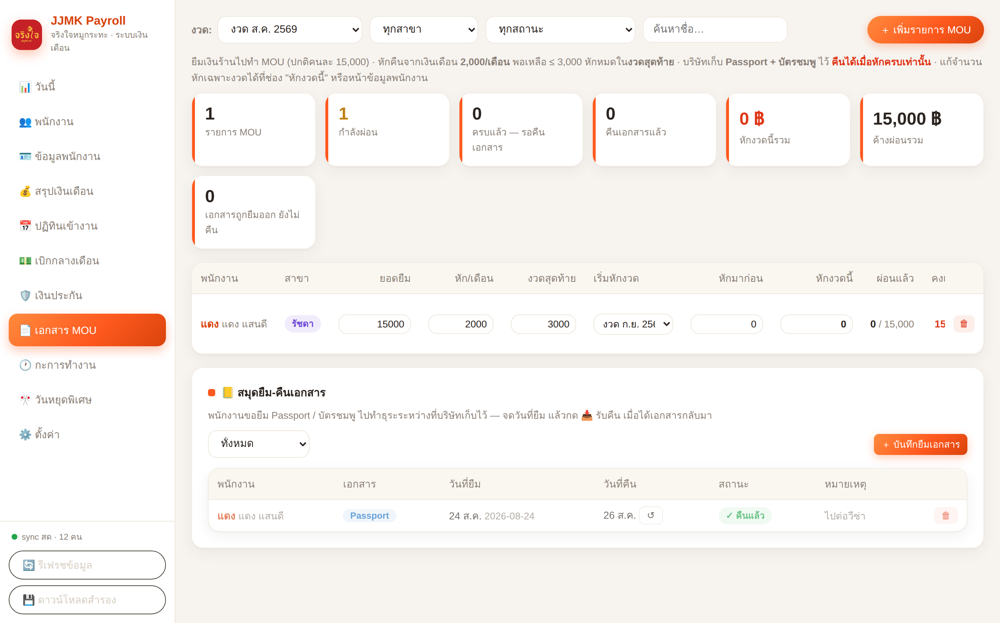 จริงใจ
หมูกระทะ
JJMK Payroll
จริงใจหมูกระทะ · ระบบเงิน
เดือน
📊 วันนี้
👥 พนักงาน
🪪 ข้อมูลพนักงาน
💰 สรุปเงินเดือน
📅 ปฏิทินเข้างาน
💵 เบิกกลางเดือน
🛡️ เงินประกัน
📄 เอกสาร MOU
🕐 กะการทำงาน
🎌 วันหยุดพิเศษ
⚙️ ตั้งค่า
sync สด · 12 คน
🔄 รีเฟรชข้อมูล
💾 ดาวน์โหลดสำรอง
งวด: งวด ส.ค. 2569 ทุกสาขา ทุกสถานะ ค้นหาชื่อ… + เพิ่มรายการ MOU
ยืมเงินร้านไปทำ MOU (ปกติคนละ 15,000) · หักคืนจากเงินเดือน 2,000/เดือน พอเหลือ ≤ 3,000 หักหมดในงวดสุดท้าย · บริษัทเก็บ Passport + บัตรชมพู ไว้ คืนได้เมื่อหักครบเท่านั้น · แก้จำนวน
หักเฉพาะงวดได้ที่ช่อง "หักงวดนี้" หรือหน้าข้อมูลพนักงาน
1
รายการ MOU
1
กำลังผ่อน
0
ครบแล้ว — รอคืน
เอกสาร
0
คืนเอกสารแล้ว
0 ฿
หักงวดนี้รวม
15,000 ฿
ค้างผ่อนรวม
0
เอกสารถูกยืมออก ยังไม่
คืน
พนักงาน สาขา ยอดยืม หัก/เดือน งวดสุดท้าย เริ่มหักงวด หักมาก่อน หักงวดนี้ ผ่อนแล้ว
แดง แดง แสนดี รัชดา 15000 2000 3000 งวด ก.ย. 256 0 0 0 / 15,000 15 🗑
📒 สมุดยืม-คืนเอกสาร
พนักงานขอยืม Passport / บัตรชมพู ไปทำธุระระหว่างที่บริษัทเก็บไว้ — จดวันที่ยืม แล้วกด 📥 รับคืน เมื่อได้เอกสารกลับมา
ทั้งหมด + บันทึกยืมเอกสาร
พนักงาน เอกสาร วันที่ยืม วันที่คืน สถานะ หมายเหตุ
แดง แดง แสนดี Passport 24 ส.ค. 2026-08-24 26 ส.ค. ↺ ✓ คืนแล้ว ไปต่อวีซ่า 🗑